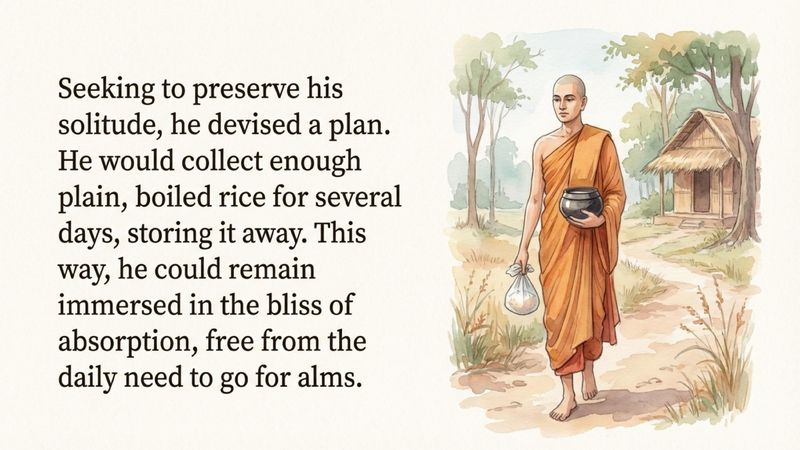 Seeking to preserve his
solitude, he devised a plan.
He would collect enough
plain, boiled rice for several
days, storing it away. This
way, he could remain
immersed in the bliss of
absorption, free from the
daily need to go for alms.